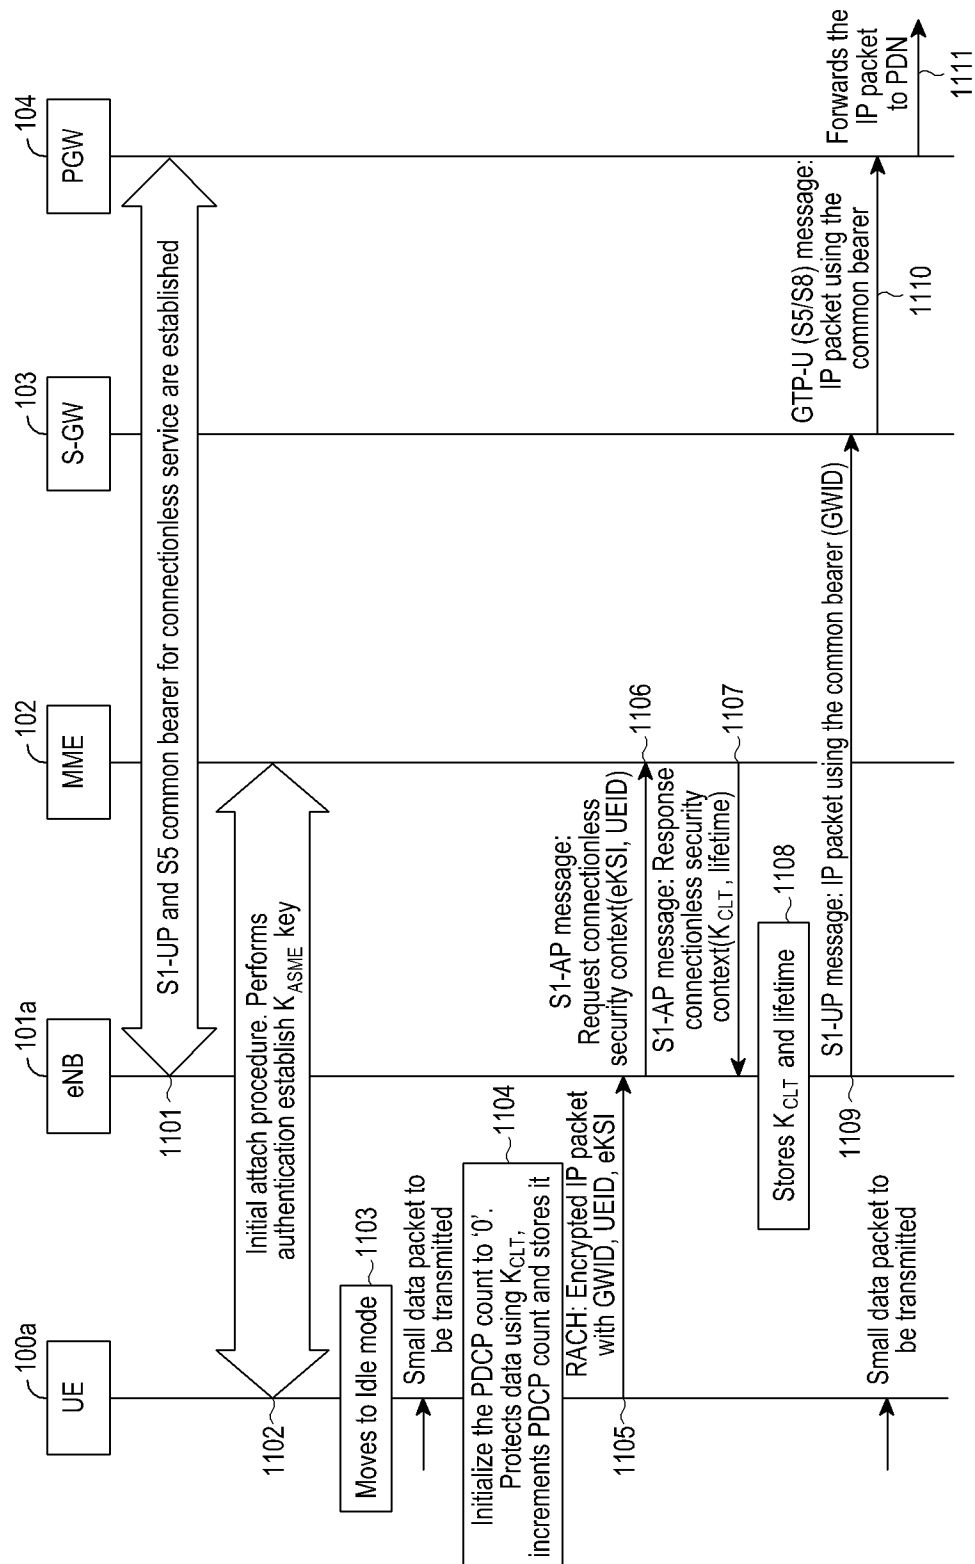 100a
UE
101a
eNB
102
MME
103
S-GW
104
PGW
1101
S1-UP and S5 common bearer for connectionless service are established
1102
Initial attach procedure. Performs
authentication establish KASME key
Moves to Idle mode
1103
Small data packet to
be transmitted
1104
Initialize the PDCP count to ‘0’.
Protects data using KCLT,
increments PDCP count and stores it
RACH: Encrypted IP packet
with GWID, UEID, eKSI
1105
S1-AP message:
Request connectionless
security context(eKSI, UEID)
1106
S1-AP message: Response
connectionless security
context(KCLT, lifetime)
1107
Stores KCLT and lifetime
1108
S1-UP message: IP packet using the common bearer (GWID)
1109
Small data packet to
be transmitted
GTP-U (S5/S8) message:
IP packet using the
common bearer
1110
Forwards the
IP packet
to PDN
1111